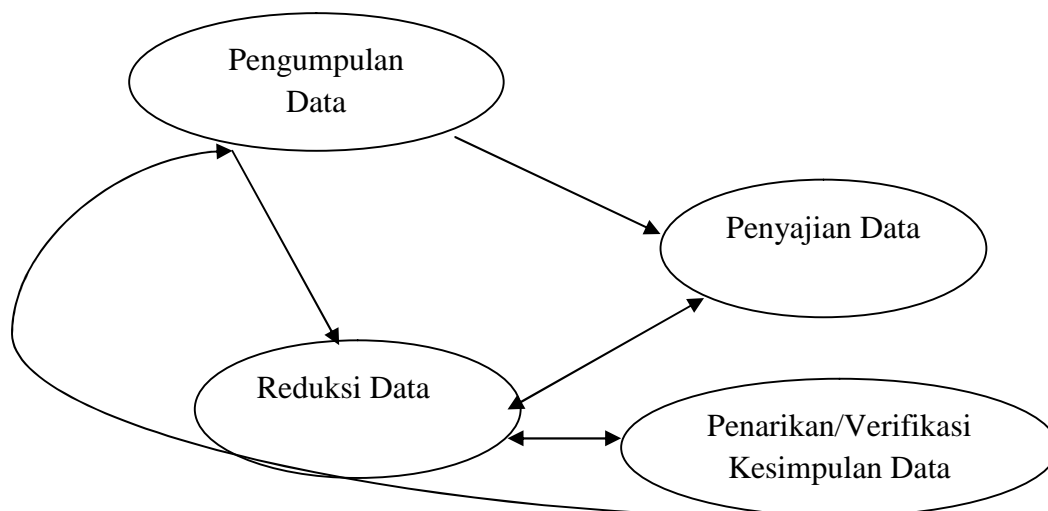 Pengumpulan
Data
Penyajian Data
Reduksi Data
Penarikan/Verifikasi
Kesimpulan Data